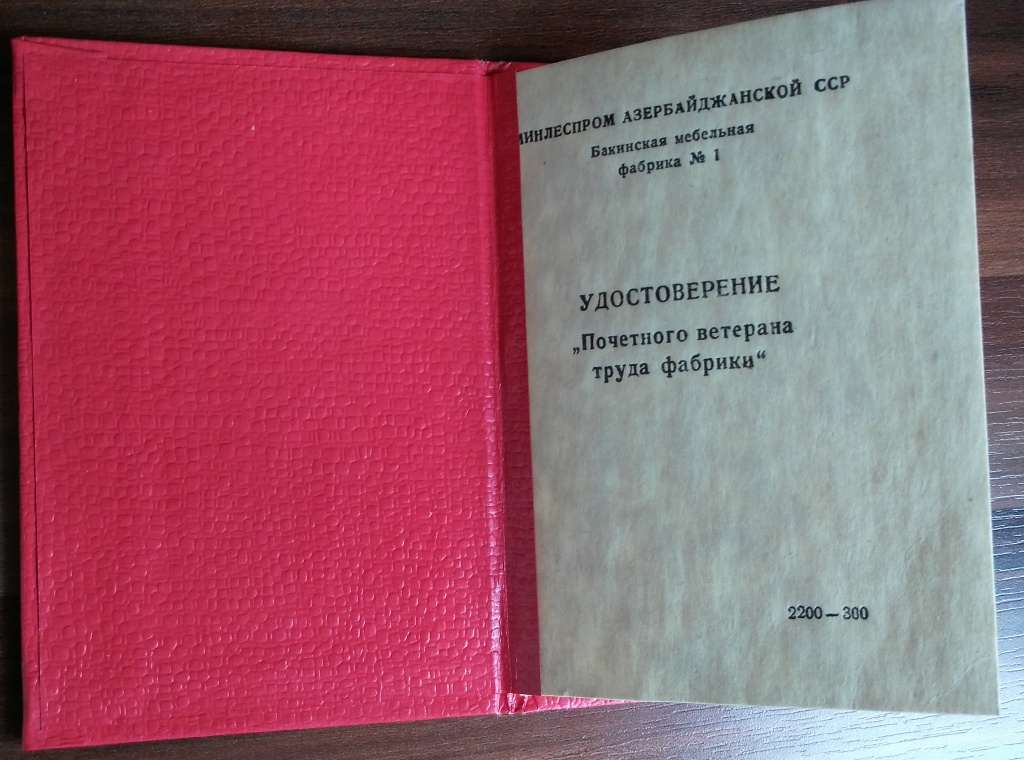 МИНЛЕСПРОМ АЗЕРБАЙДЖАНСКОЙ ССР
Бакинская мебельная
фабрика № 1
УДОСТОВЕРЕНИЕ
„Почетного ветерана
труда фабрики“
2200—300